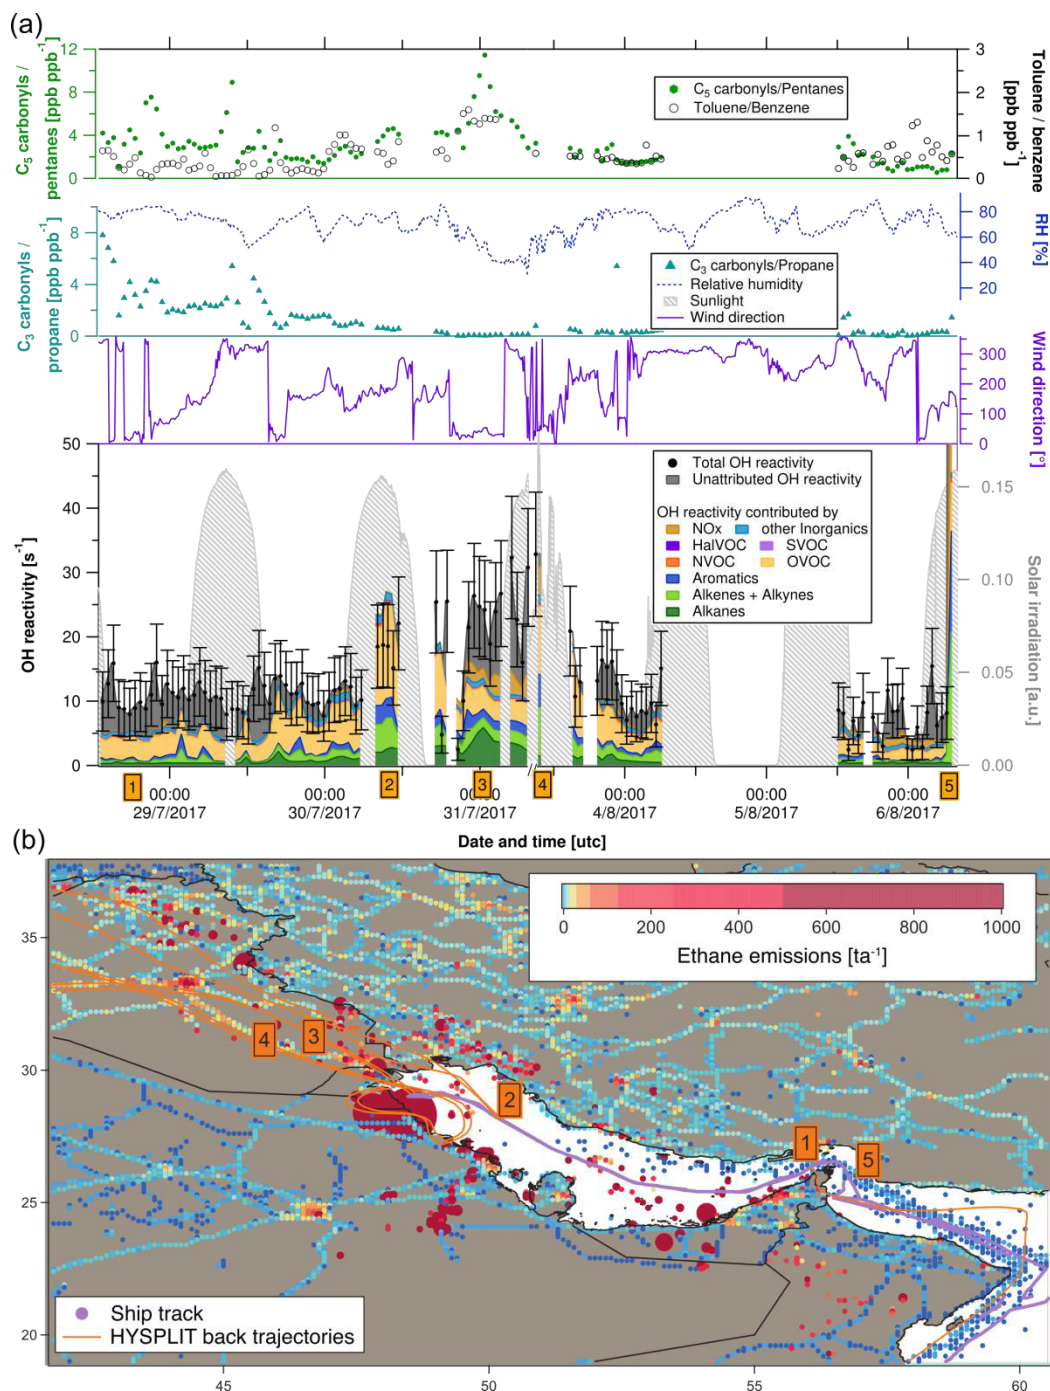 (a)
C5 carbonyls /
pentanes [ppb ppb-1]
12
8
4
0
C5 carbonyls/Pentanes
Toluene/Benzene
3
2
1
0
Toluene / benzene
[ppb ppb-1]
C3 carbonyls /
propane [ppb ppb-1]
8
4
0
C3 carbonyls/Propane
Relative humidity
Sunlight
Wind direction
80
60
40
20
RH [%]
300
200
100
0
Wind direction [°]
OH reactivity [s-1]
50
40
30
20
10
0
Total OH reactivity
Unattributed OH reactivity
OH reactivity contributed by
NOx other Inorganics
HalVOC SVOC
NVOC OVOC
Aromatics
Alkenes + Alkynes
Alkanes
0.15
0.10
0.05
0.00
Solar irradiation [a.u.]
1 2 3 4 5
00:00 00:00 00:00 00:00 00:00 00:00
29/7/2017 30/7/2017 31/7/2017 4/8/2017 5/8/2017 6/8/2017
Date and time [utc]
(b)
0 200 400 600 800 1000
Ethane emissions [ta-1]
35
30
25
20
4
3
2
1
5
Ship track
HYSPLIT back trajectories
45 50 55 60